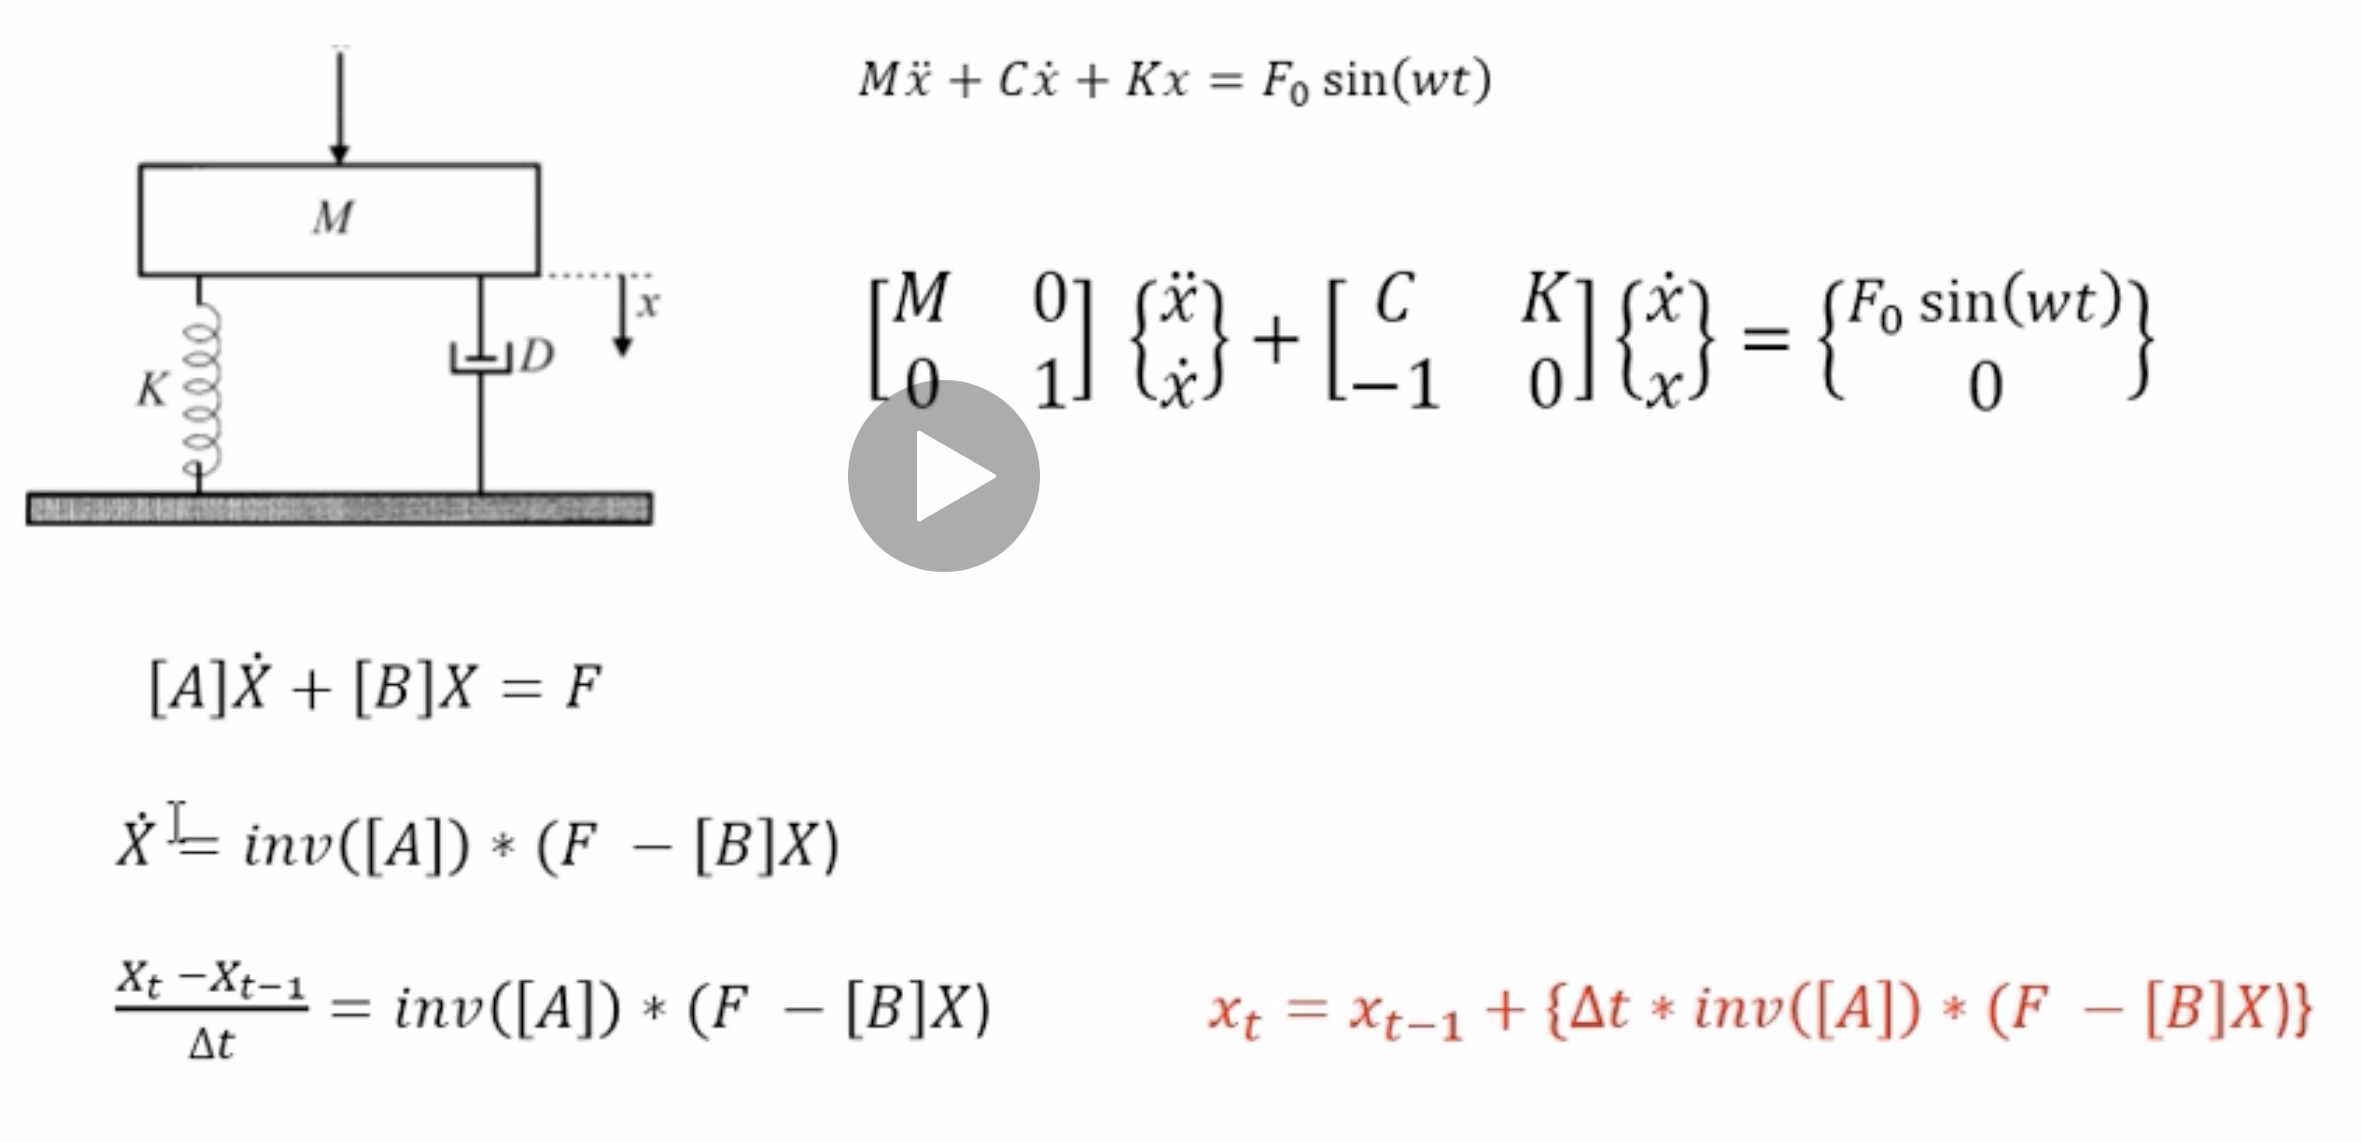 Mẍ + Cẋ + Kx = F₀ sin(wt)
M
x
K
D
[M 0; 0 1] {ẍ; ẋ} + [C K; −1 0] {ẋ; x} = {F₀ sin(wt); 0}
[A]Ẋ + [B]X = F
Ẋ = inv([A]) * (F − [B]X)
(X_t − X_{t−1})/Δt = inv([A]) * (F − [B]X)
x_t = x_{t−1} + {Δt * inv([A]) * (F − [B]X)}